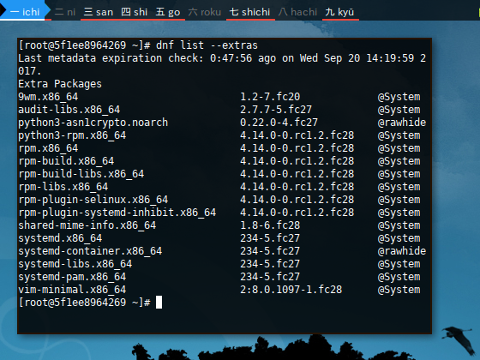 一 ichi 二 ni 三 san 四 shi 五 go 六 roku 七 shichi 八 hachi 九 kyū
[root@5f1ee8964269 ~]# dnf list --extras
Last metadata expiration check: 0:47:56 ago on Wed Sep 20 14:19:59 2
017.
Extra Packages
9wm.x86_64 1.2-7.fc20 @System
audit-libs.x86_64 2.7.7-5.fc27 @System
python3-asn1crypto.noarch 0.22.0-4.fc27 @rawhide
python3-rpm.x86_64 4.14.0-0.rc1.2.fc28 @System
rpm.x86_64 4.14.0-0.rc1.2.fc28 @System
rpm-build.x86_64 4.14.0-0.rc1.2.fc28 @System
rpm-build-libs.x86_64 4.14.0-0.rc1.2.fc28 @System
rpm-libs.x86_64 4.14.0-0.rc1.2.fc28 @System
rpm-plugin-selinux.x86_64 4.14.0-0.rc1.2.fc28 @System
rpm-plugin-systemd-inhibit.x86_64 4.14.0-0.rc1.2.fc28 @System
shared-mime-info.x86_64 1.8-6.fc28 @System
systemd.x86_64 234-5.fc27 @System
systemd-container.x86_64 234-5.fc27 @rawhide
systemd-libs.x86_64 234-5.fc27 @System
systemd-pam.x86_64 234-5.fc27 @System
vim-minimal.x86_64 2:8.0.1097-1.fc28 @System
[root@5f1ee8964269 ~]#